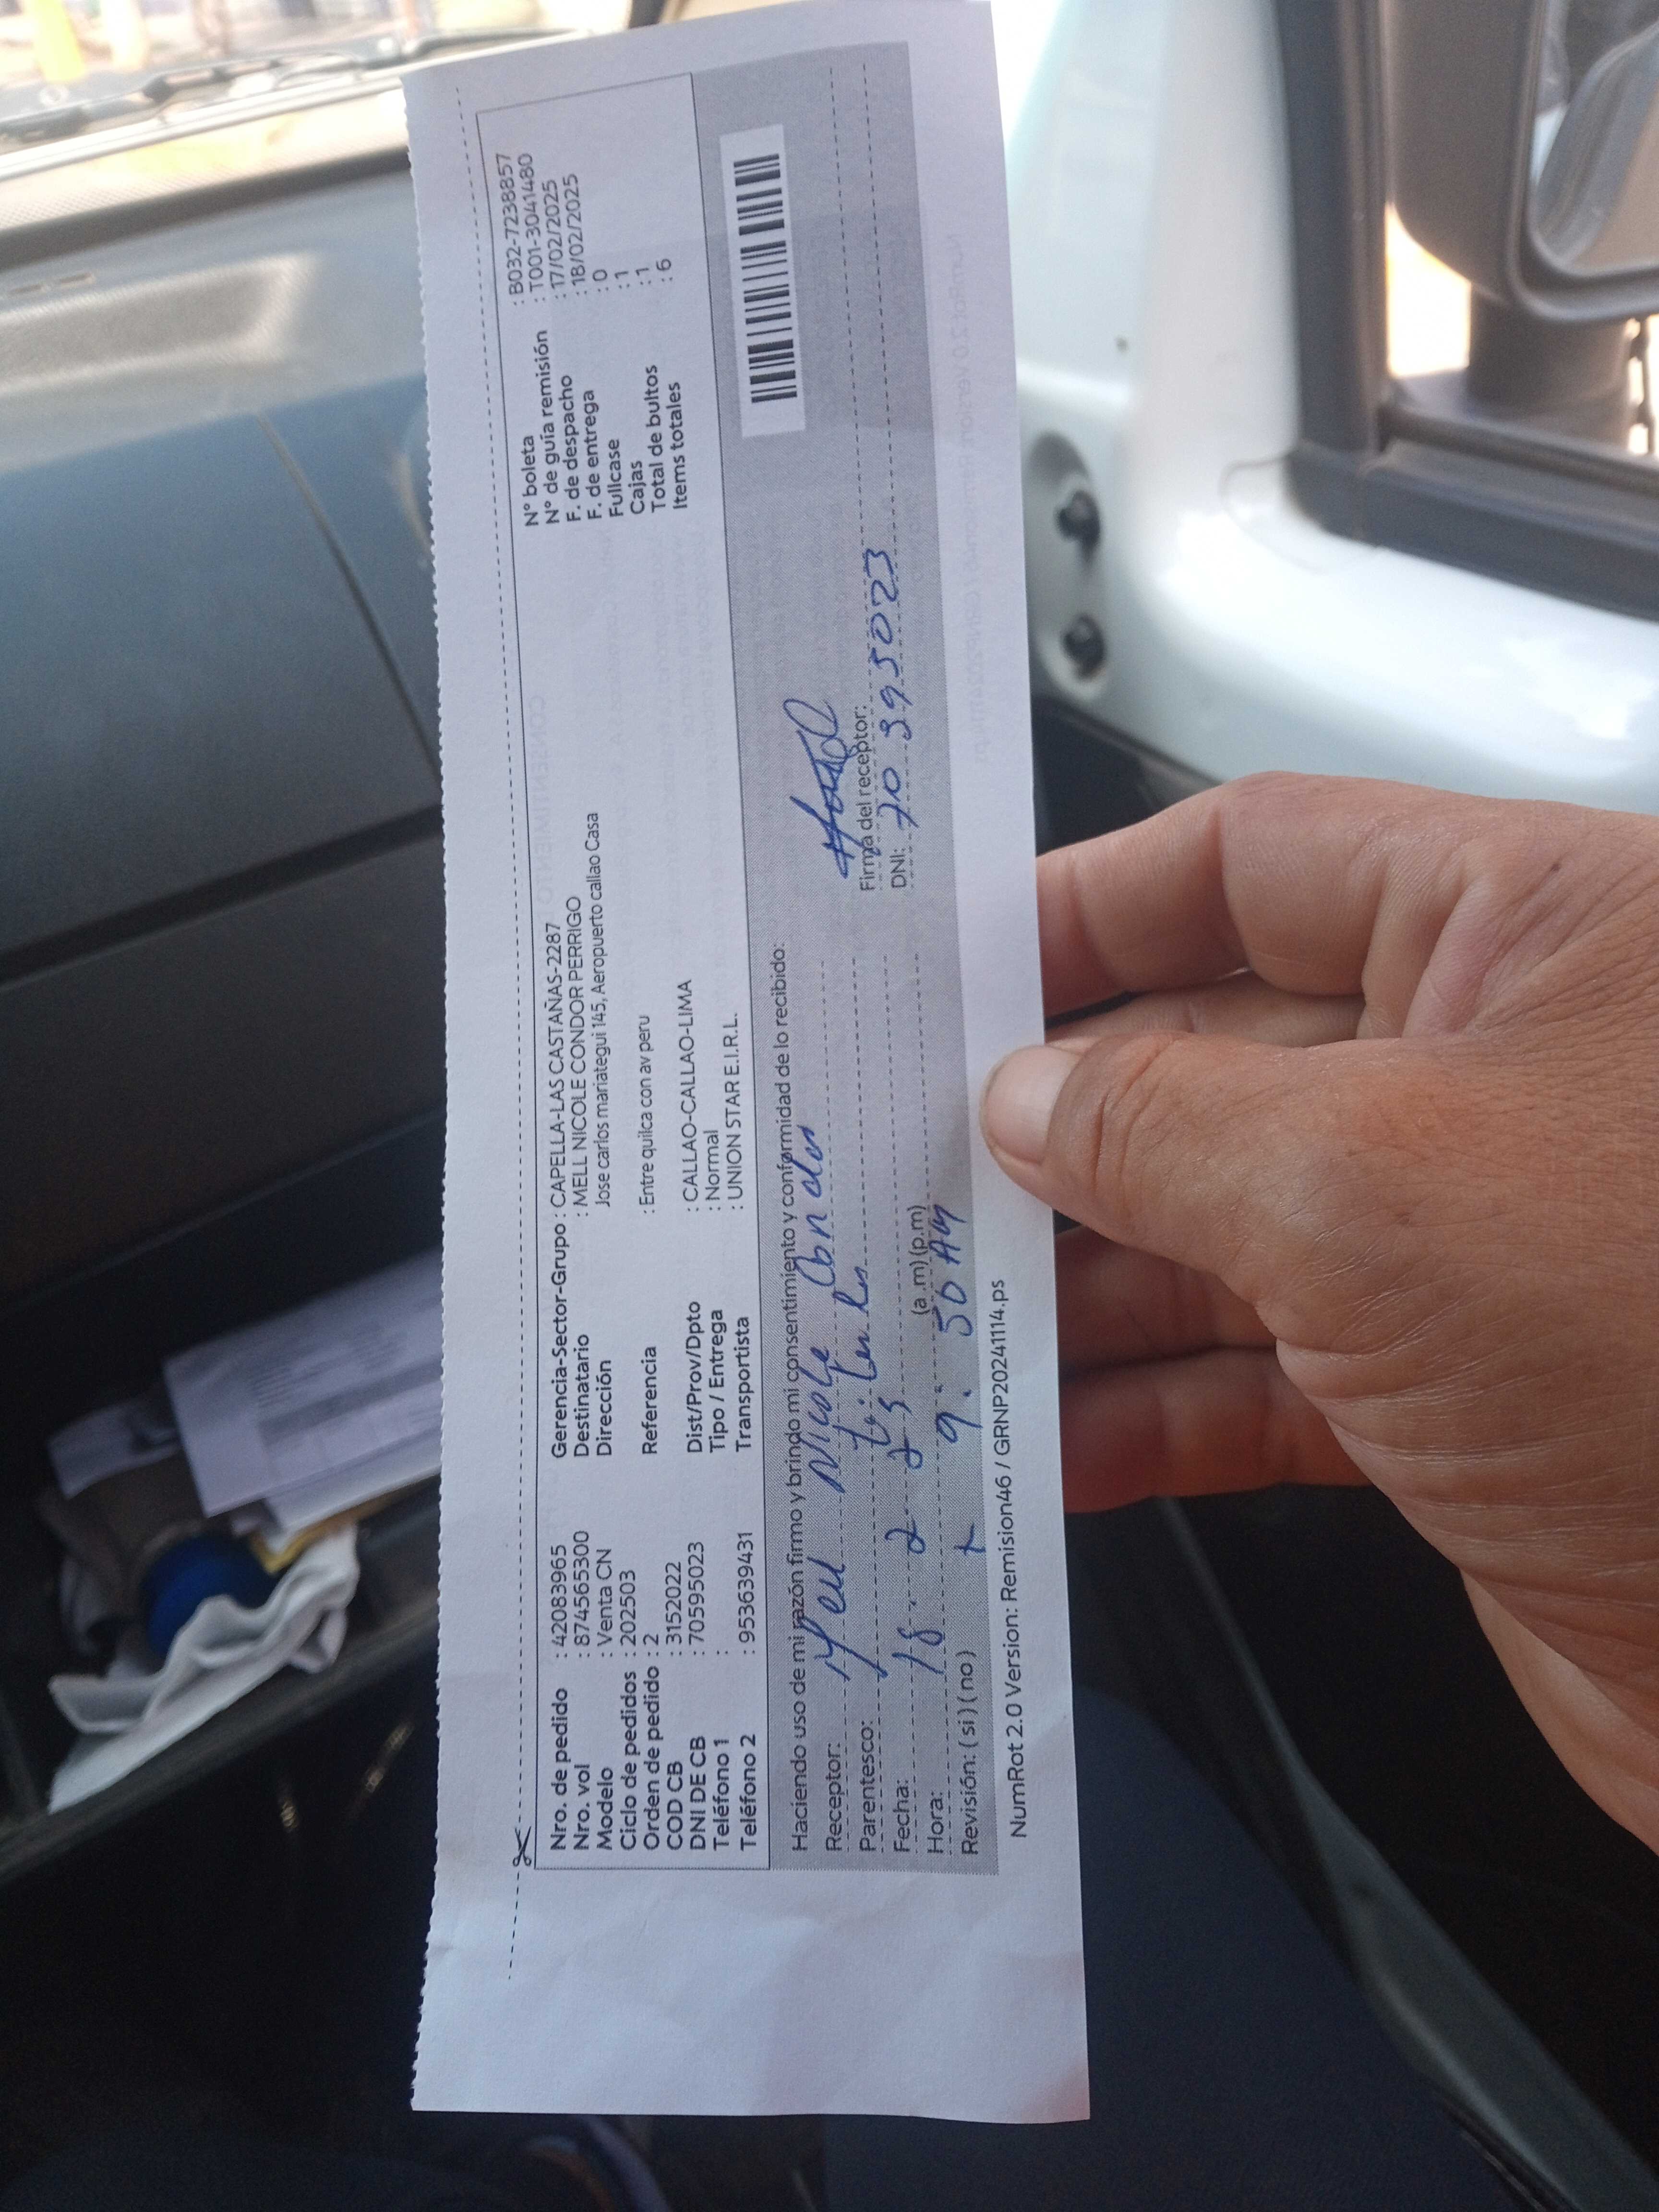 Nro. de pedido : 42083965
Nro. vol : 874565300
Modelo : Venta CN
Ciclo de pedidos : 202503
Orden de pedido : 2
COD CB : 3152022
DNI DE CB : 70595023
Teléfono 1 :
Teléfono 2 : 953639431
Gerencia-Sector-Grupo : CAPELLA-LAS CASTAÑAS-2287
Destinatario : MELL NICOLE CONDOR PERRIGO
Dirección Jose carlos mariategui 145, Aeropuerto callao Casa
Referencia : Entre quilca con av peru
Dist/Prov/Dpto : CALLAO-CALLAO-LIMA
Tipo / Entrega : Normal
Transportista : UNION STAR E.I.R.L.
N° boleta : B032-7238857
N° de guía remisión : T001-3041480
F. de despacho : 17/02/2025
F. de entrega : 18/02/2025
Fullcase : 0
Cajas : 1
Total de bultos : 1
Items totales : 6
Haciendo uso de mi razón firmo y brindo mi consentimiento y conformidad de lo recibido:
Receptor: Nicole
Parentesco:
Fecha: 18. 2 25
Hora: 9: 50 AM (a.m) (p.m)
Revisión: ( si ) ( no )
Firma del receptor:
DNI: 70 595023
NumRot 2.0 Version: Remision46 / GRNP20241114.ps